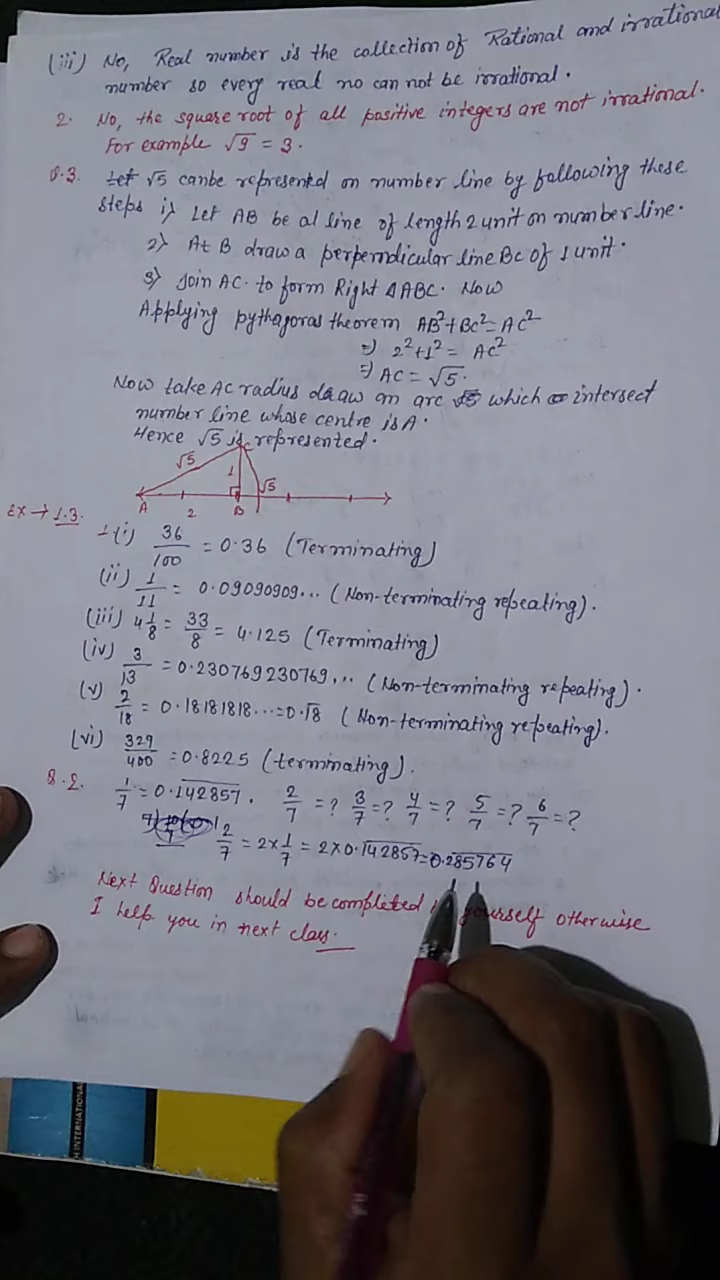 (iii) No, Real number is the collection of Rational and irrational
number so every real no can not be irrational.
2. No, the square root of all positive integers are not irrational.
For example √9 = 3.
Q.3. Let √5 can be represented on number line by following these
steps 1) Let AB be al line of length 2 unit on number line.
2) At B draw a perpendicular line BC of 1 unit.
3) Join AC. to form Right ΔABC. Now
Applying pythagoras theorem AB²+BC²=AC²
⇒ 2²+1² = AC²
⇒ AC = √5.
Now take AC radius draw an arc √5 which intersect
number line whose centre is A.
Hence √5 is represented.
√5 1 C √5
A 2 B
Ex → 1.3.
1 (i) 36/100 = 0.36 (Terminating)
(ii) 1/11 = 0.09090909... (Non-terminating repeating).
(iii) 4 1/8 = 33/8 = 4.125 (Terminating)
(iv) 3/13 = 0.230769230769... (Non-terminating repeating).
(v) 2/18 = 0.18181818....=0.1̅8̅ (Non-terminating repeating).
(vi) 329/400 = 0.8225 (terminating).
Q.2. 1/7 = 0.1̅4̅2̅8̅5̅7̅. 2/7 = ? 3/7 = ? 4/7 = ? 5/7 = ? 6/7 = ?
2/7 = 2×1/7 = 2×0.1̅4̅2̅8̅5̅7̅=0.2̅8̅5̅7̅6̅4̅
Next Question should be completed yourself otherwise
I help you in next class.
H INTERNATIONA